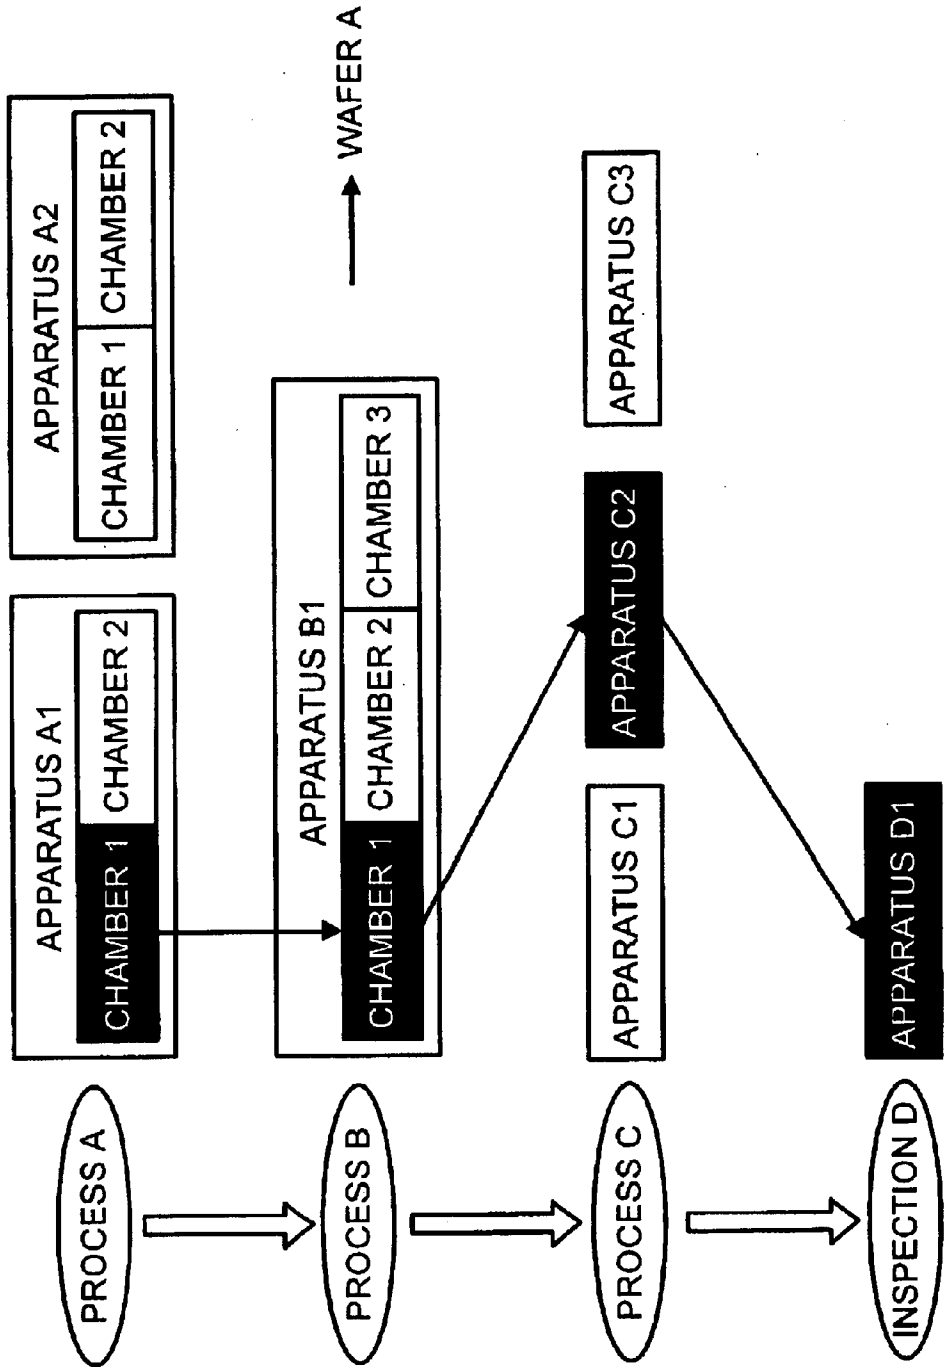 PROCESS A
APPARATUS A1
CHAMBER 1
CHAMBER 2
APPARATUS A2
CHAMBER 1
CHAMBER 2
PROCESS B
APPARATUS B1
CHAMBER 1
CHAMBER 2
CHAMBER 3
WAFER A
PROCESS C
APPARATUS C1
APPARATUS C2
APPARATUS C3
INSPECTION D
APPARATUS D1